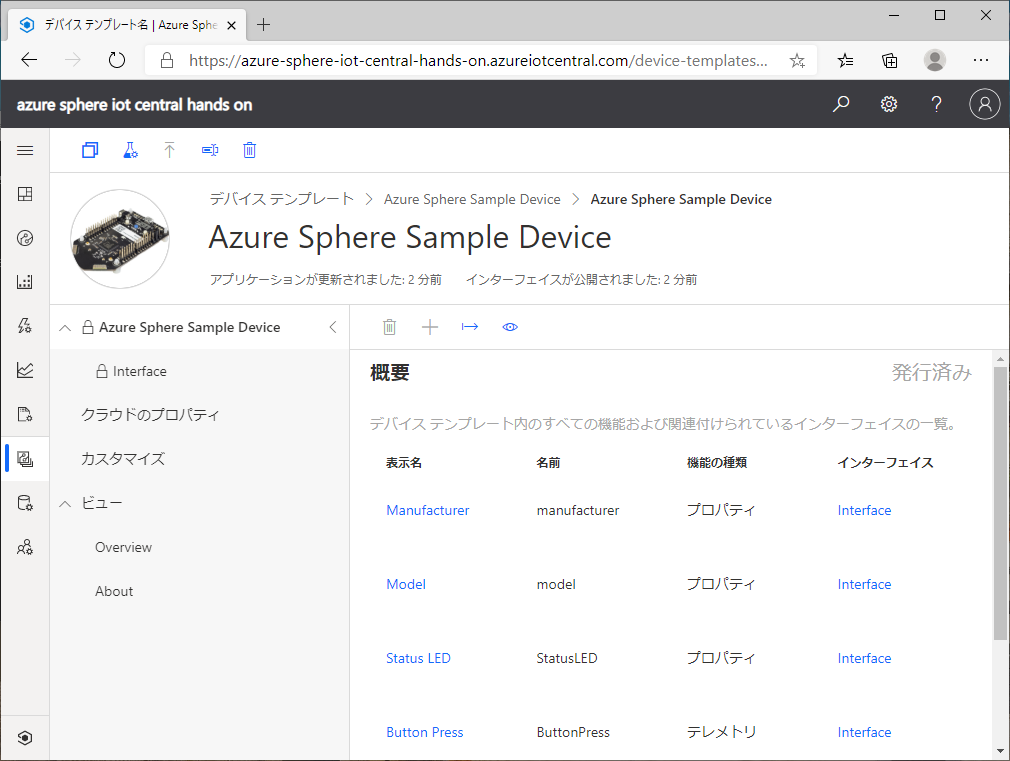 デバイス テンプレート名 | Azure Sphe
https://azure-sphere-iot-central-hands-on.azureiotcentral.com/device-templates...
azure sphere iot central hands on
デバイス テンプレート > Azure Sphere Sample Device > Azure Sphere Sample Device
Azure Sphere Sample Device
アプリケーションが更新されました: 2 分前 インターフェイスが公開されました: 2 分前
Azure Sphere Sample Device
Interface
クラウドのプロパティ
カスタマイズ
ビュー
Overview
About
概要 発行済み
デバイス テンプレート内のすべての機能および関連付けられているインターフェイスの一覧。
表示名 名前 機能の種類 インターフェイス
Manufacturer manufacturer プロパティ Interface
Model model プロパティ Interface
Status LED StatusLED プロパティ Interface
Button Press ButtonPress テレメトリ Interface